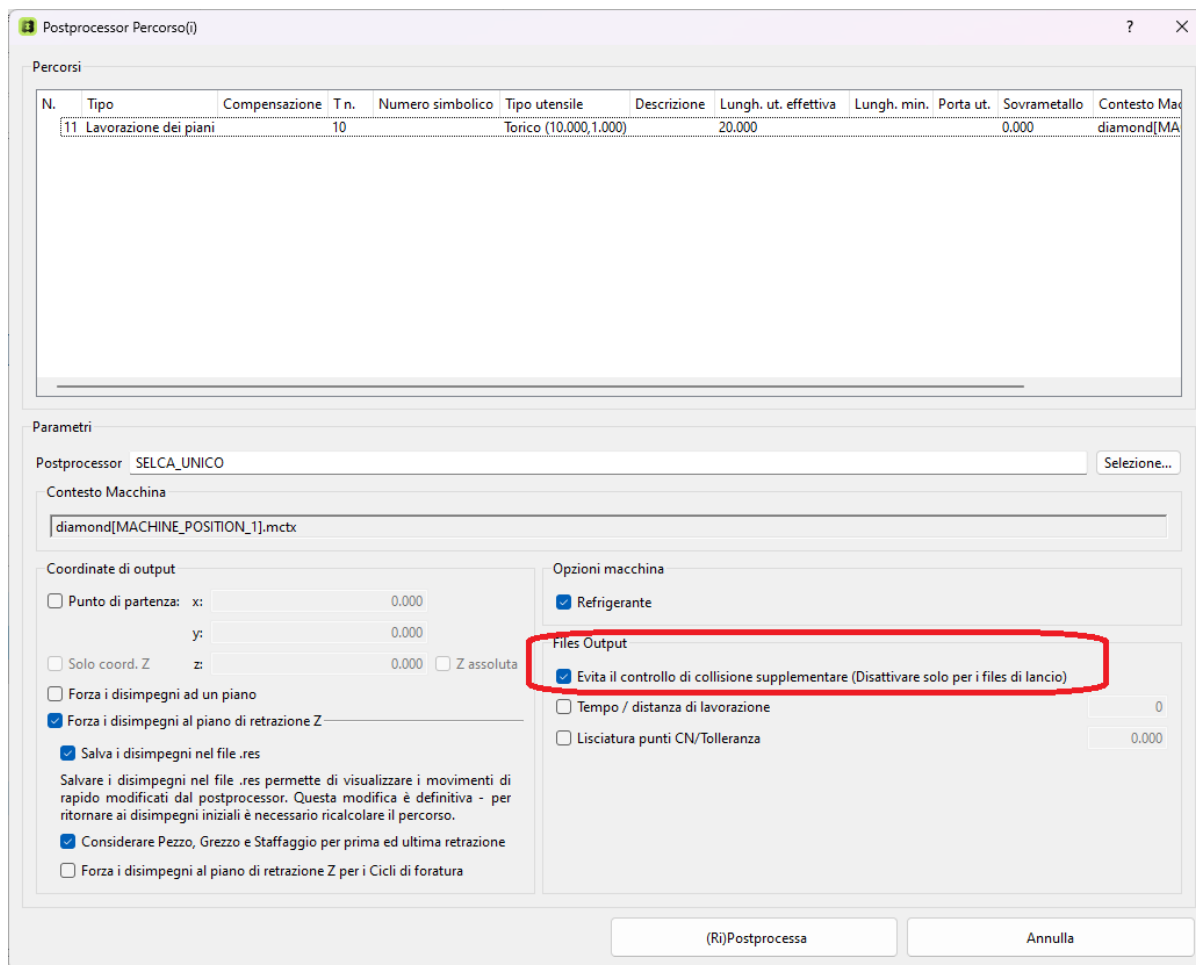 Postprocessor Percorso(i)
Percorsi
N. Tipo Compensazione T n. Numero simbolico Tipo utensile Descrizione Lungh. ut. effettiva Lungh. min. Porta ut. Sovrametallo Contesto Mac
11 Lavorazione dei piani 10 Torico (10.000,1.000) 20.000 0.000 diamond[MA
Parametri
Postprocessor SELCA_UNICO Selezione...
Contesto Macchina
diamond[MACHINE_POSITION_1].mctx
Coordinate di output
Punto di partenza: x: 0.000
y: 0.000
Solo coord. Z z: 0.000 Z assoluta
Forza i disimpegni ad un piano
Forza i disimpegni al piano di retrazione Z
Salva i disimpegni nel file .res
Salvare i disimpegni nel file .res permette di visualizzare i movimenti di
rapido modificati dal postprocessor. Questa modifica è definitiva - per
ritornare ai disimpegni iniziali è necessario ricalcolare il percorso.
Considerare Pezzo, Grezzo e Staffaggio per prima ed ultima retrazione
Forza i disimpegni al piano di retrazione Z per i Cicli di foratura
Opzioni macchina
Refrigerante
Files Output
Evita il controllo di collisione supplementare (Disattivare solo per i files di lancio)
Tempo / distanza di lavorazione 0
Lisciatura punti CN/Tolleranza 0.000
(Ri)Postprocessa Annulla